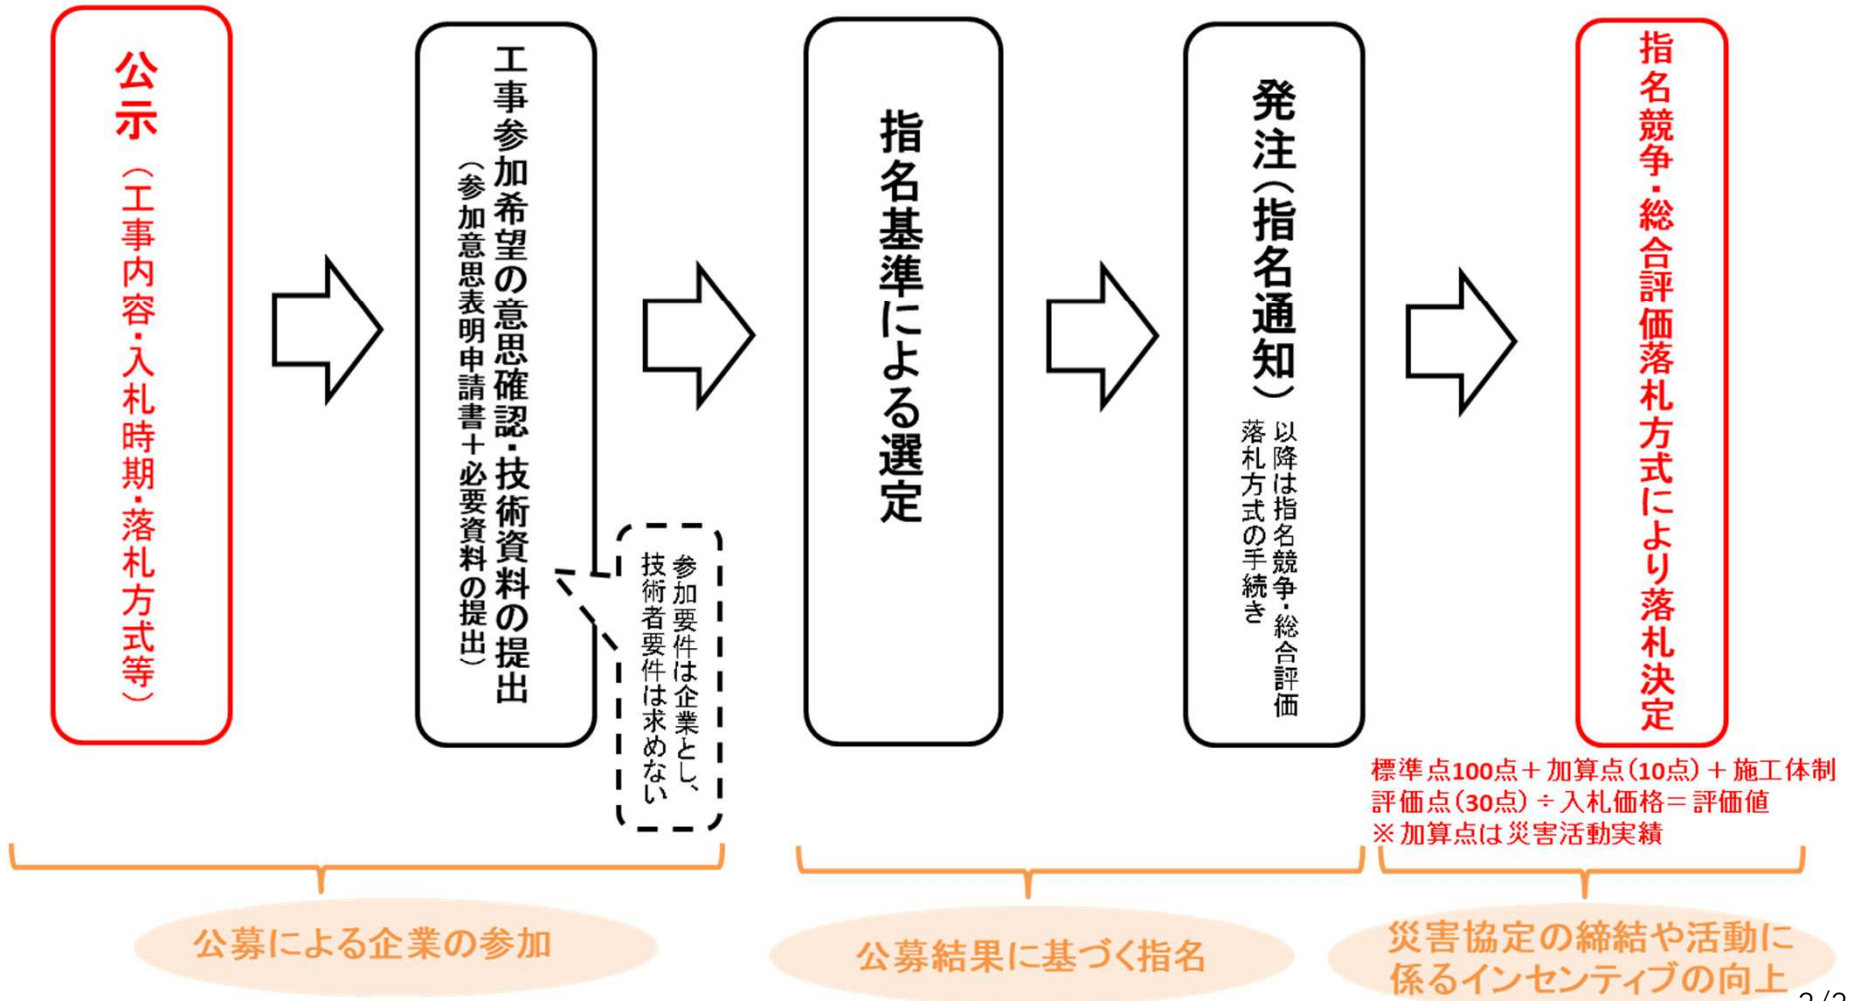 公示（工事内容・入札時期・落札方式等）
工事参加希望の意思確認・技術資料の提出
（参加意思表明申請書＋必要資料の提出）
参加要件は企業とし、
技術者要件は求めない
指名基準による選定
発注（指名通知）
以降は指名競争・総合評価
落札方式の手続き
指名競争・総合評価落札方式により落札決定
標準点100点＋加算点（10点）＋施工体制
評価点（30点）÷入札価格＝評価値
※加算点は災害活動実績
公募による企業の参加
公募結果に基づく指名
災害協定の締結や活動に
係るインセンティブの向上